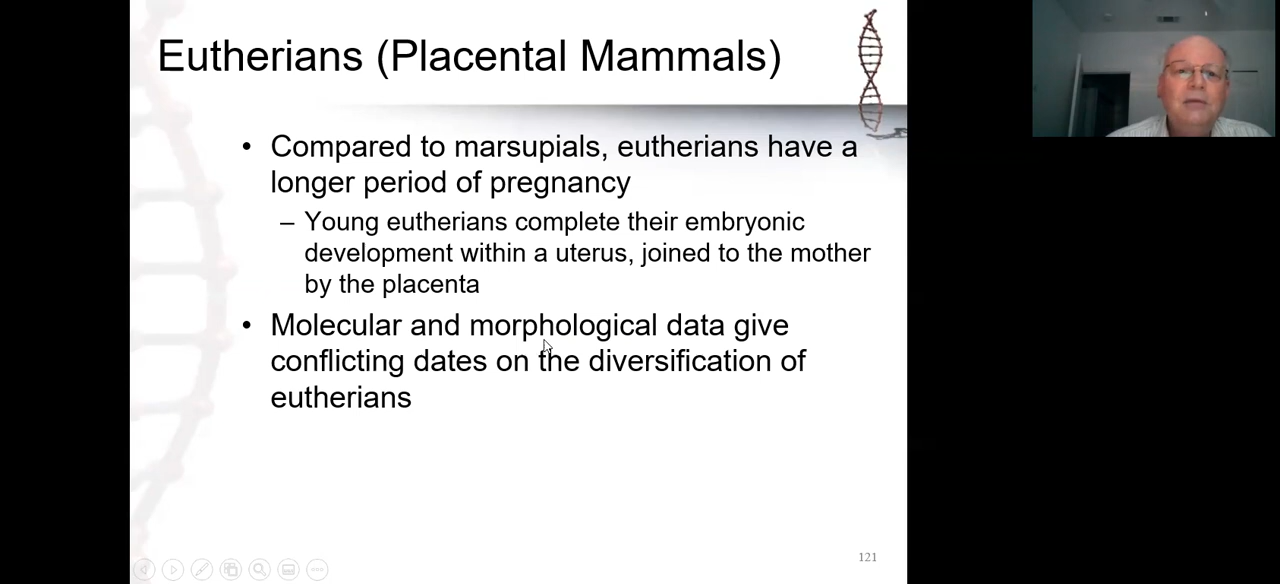 Eutherians (Placental Mammals)
• Compared to marsupials, eutherians have a
longer period of pregnancy
– Young eutherians complete their embryonic
development within a uterus, joined to the mother
by the placenta
• Molecular and morphological data give
conflicting dates on the diversification of
eutherians
121